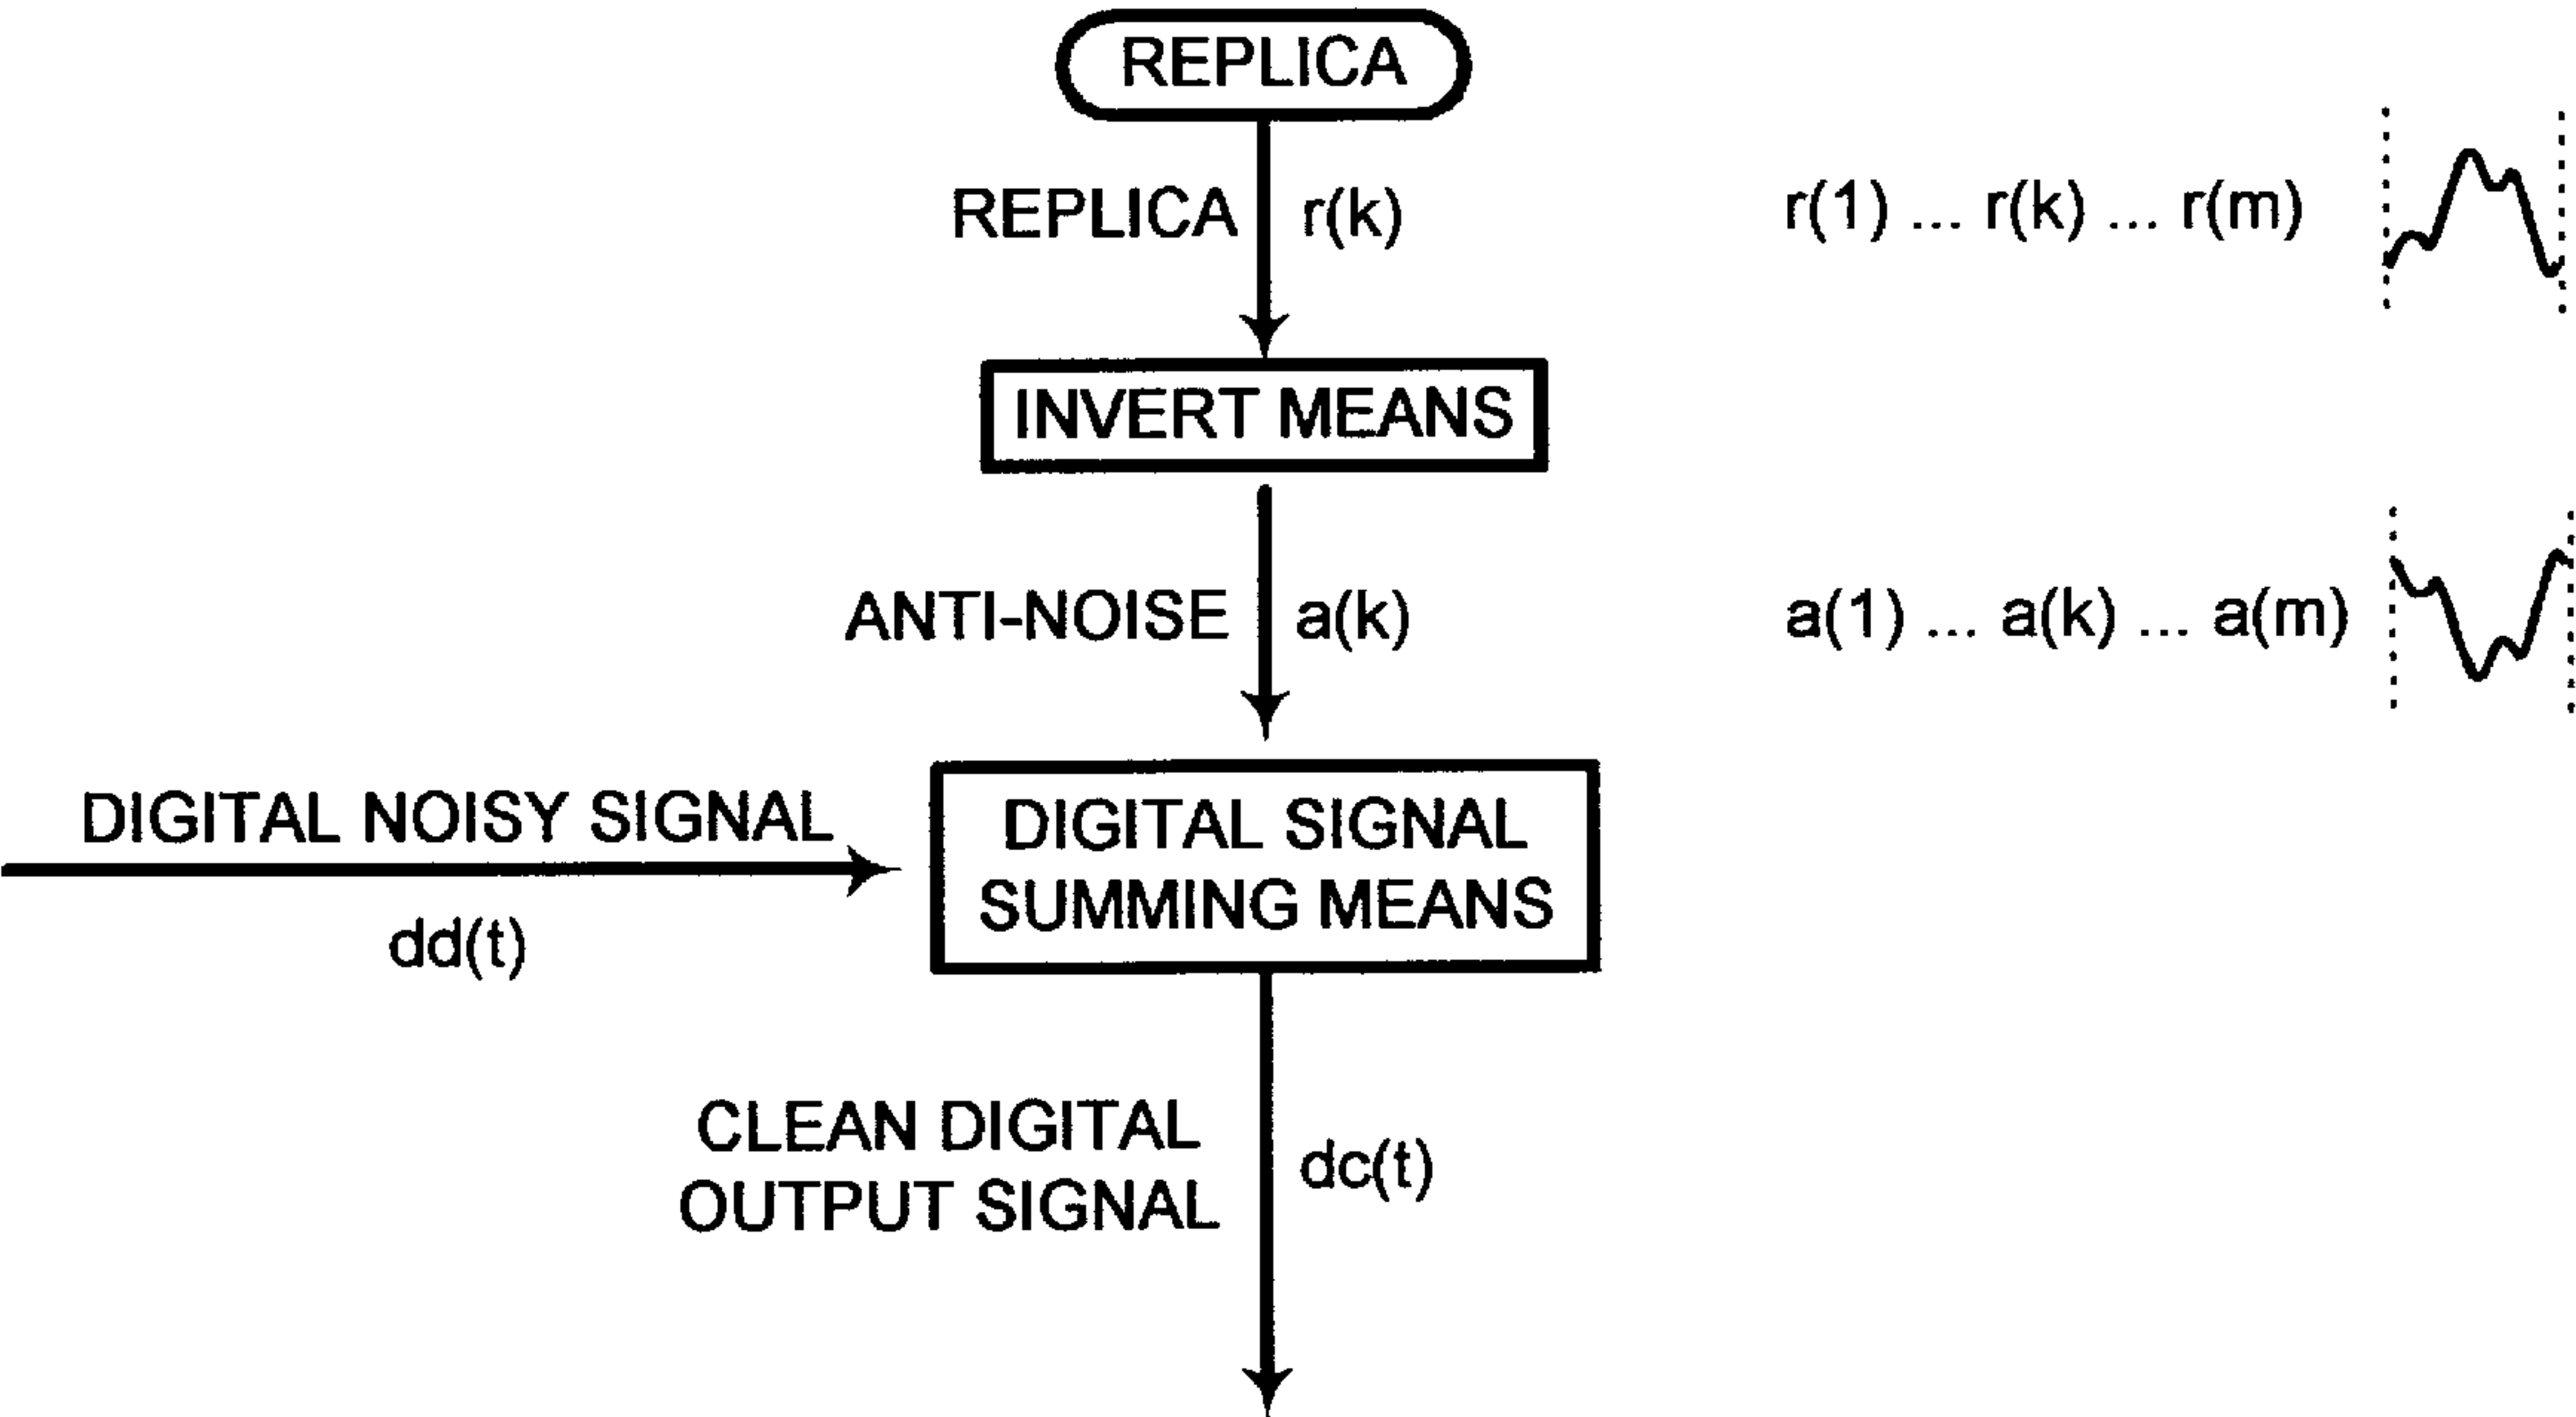 REPLICA
REPLICA r(k)
r(1) ... r(k) ... r(m)
INVERT MEANS
ANTI-NOISE a(k)
a(1) ... a(k) ... a(m)
DIGITAL NOISY SIGNAL
dd(t)
DIGITAL SIGNAL
SUMMING MEANS
CLEAN DIGITAL
OUTPUT SIGNAL
dc(t)